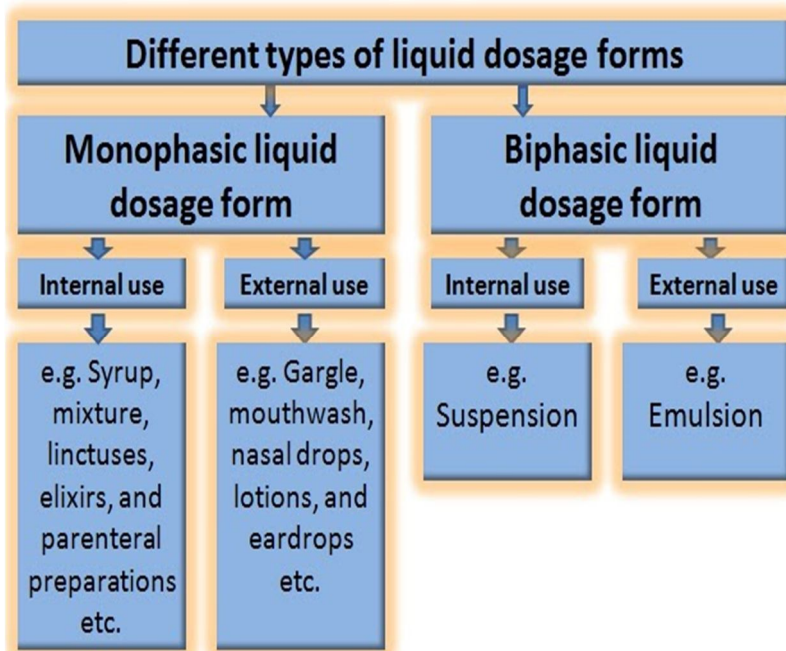 Different types of liquid dosage forms
Monophasic liquid
dosage form
Biphasic liquid
dosage form
Internal use
External use
Internal use
External use
e.g. Syrup,
mixture,
linctuses,
elixirs, and
parenteral
preparations
etc.
e.g. Gargle,
mouthwash,
nasal drops,
lotions, and
eardrops
etc.
e.g.
Suspension
e.g.
Emulsion